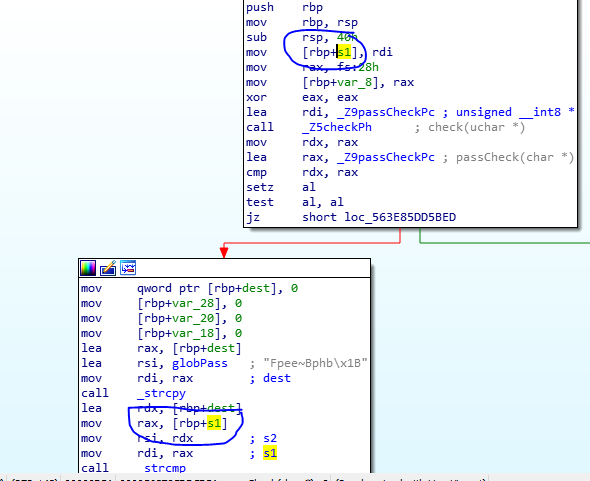 push rbp
mov rbp, rsp
sub rsp, 40h
mov [rbp+s1], rdi
mov rax, fs:28h
mov [rbp+var_8], rax
xor eax, eax
lea rdi, _Z9passCheckPc ; unsigned __int8 *
call _Z5checkPh ; check(uchar *)
mov rdx, rax
lea rax, _Z9passCheckPc ; passCheck(char *)
cmp rdx, rax
setz al
test al, al
jz short loc_563E85DD5BED
mov qword ptr [rbp+dest], 0
mov [rbp+var_28], 0
mov [rbp+var_20], 0
mov [rbp+var_18], 0
lea rax, [rbp+dest]
lea rsi, globPass ; "Fpee~Bphb\x1B"
mov rdi, rax ; dest
call _strcpy
lea rdx, [rbp+dest]
mov rax, [rbp+s1]
mov rsi, rdx ; s2
mov rdi, rax ; s1
call strcmp